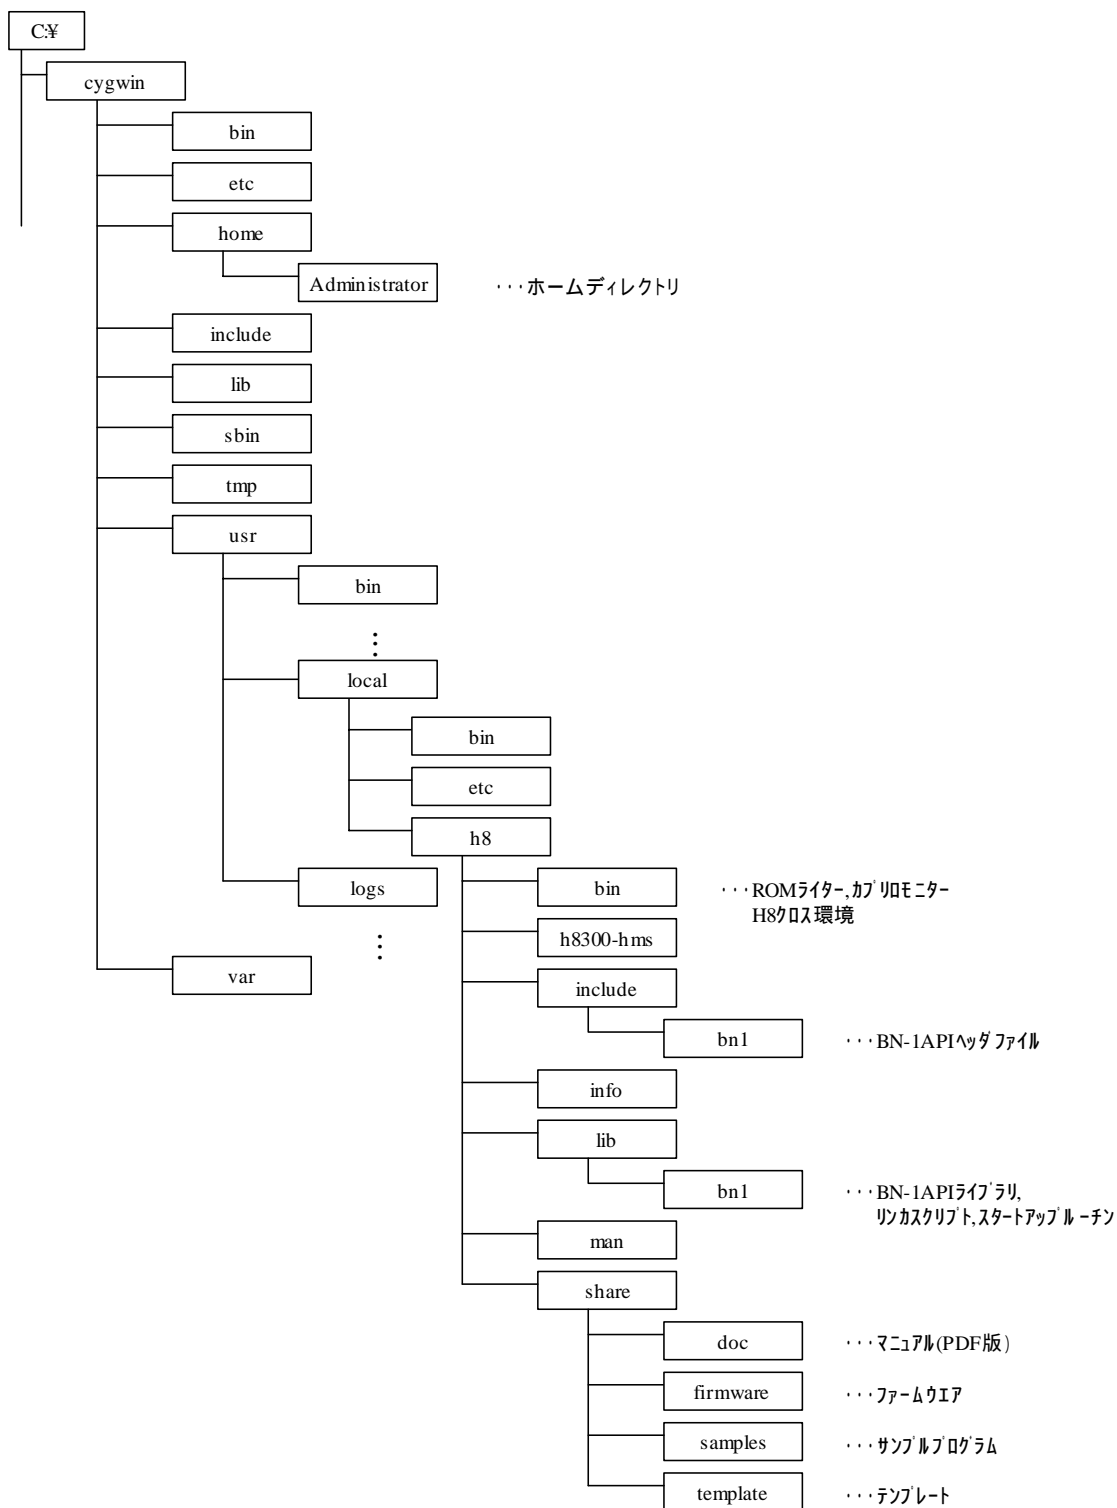 C:¥
cygwin
bin
etc
home
Administrator ・・・ホームディレクトリ
include
lib
sbin
tmp
usr
bin
⋮
local
bin
etc
h8
logs
bin ・・・ROMライター,カプリロモニター
H8クロス環境
⋮
h8300-hms
var
include
bn1 ・・・BN-1APIヘッダファイル
info
lib
bn1 ・・・BN-1APIライブラリ,
リンカスクリプト,スタートアップルーチン
man
share
doc ・・・マニュアル(PDF版)
firmware ・・・ファームウエア
samples ・・・サンプルプログラム
template ・・・テンプレート